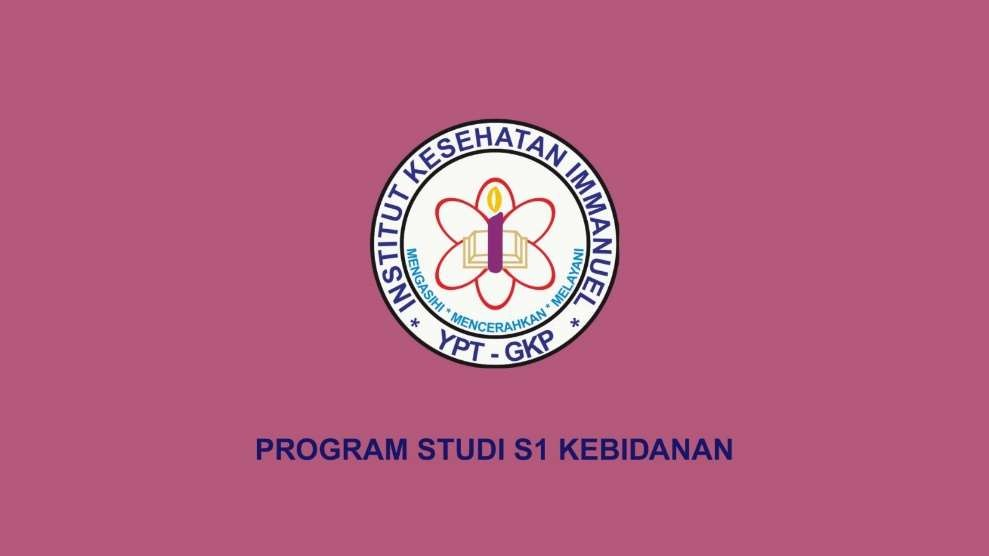 INSTITUT KESEHATAN IMMANUEL
MENGASIHI * MENCERAHKAN * MELAYANI
* YPT - GKP *
PROGRAM STUDI S1 KEBIDANAN